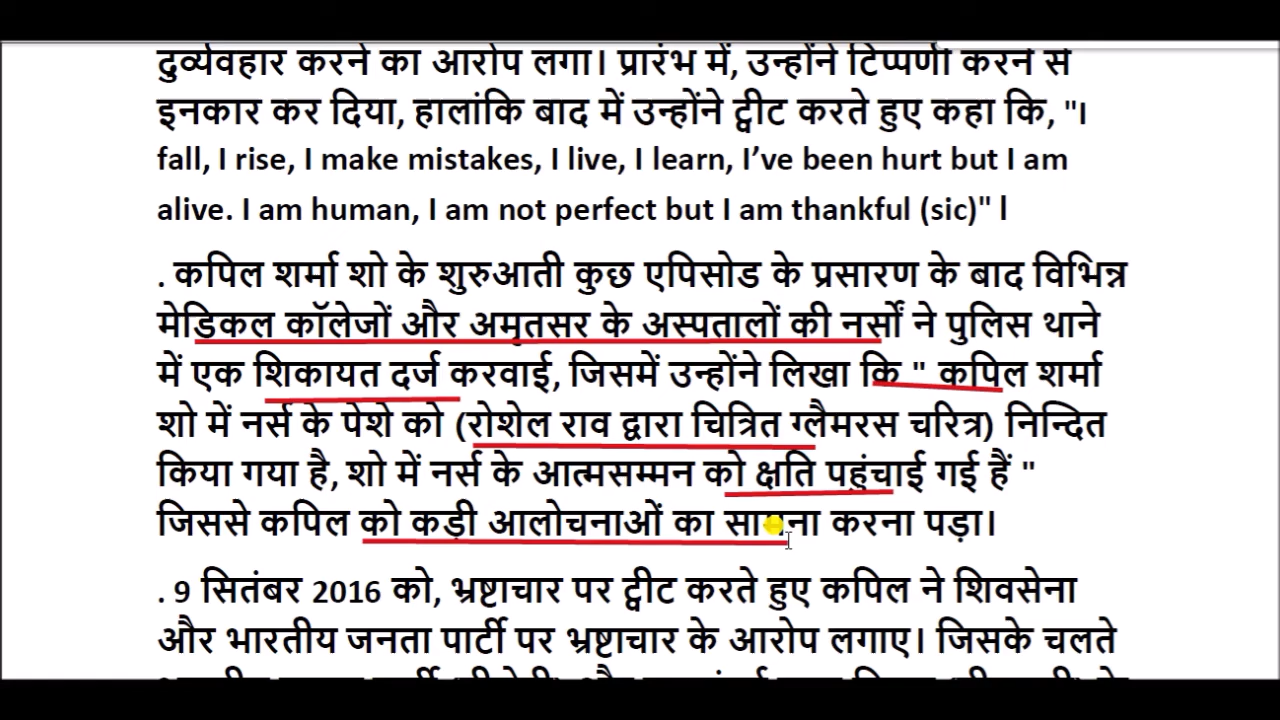 दुर्व्यवहार करने का आरोप लगा। प्रारंभ में, उन्होंने टिप्पणी करने से
इनकार कर दिया, हालांकि बाद में उन्होंने ट्वीट करते हुए कहा कि, "I
fall, I rise, I make mistakes, I live, I learn, I’ve been hurt but I am
alive. I am human, I am not perfect but I am thankful (sic)" l
. कपिल शर्मा शो के शुरुआती कुछ एपिसोड के प्रसारण के बाद विभिन्न
मेडिकल कॉलेजों और अमृतसर के अस्पतालों की नर्सों ने पुलिस थाने
में एक शिकायत दर्ज करवाई, जिसमें उन्होंने लिखा कि " कपिल शर्मा
शो में नर्स के पेशे को (रोशेल राव द्वारा चित्रित ग्लैमरस चरित्र) निन्दित
किया गया है, शो में नर्स के आत्मसम्मन को क्षति पहुंचाई गई हैं "
जिससे कपिल को कड़ी आलोचनाओं का सामना करना पड़ा।
. 9 सितंबर 2016 को, भ्रष्टाचार पर ट्वीट करते हुए कपिल ने शिवसेना
और भारतीय जनता पार्टी पर भ्रष्टाचार के आरोप लगाए। जिसके चलते